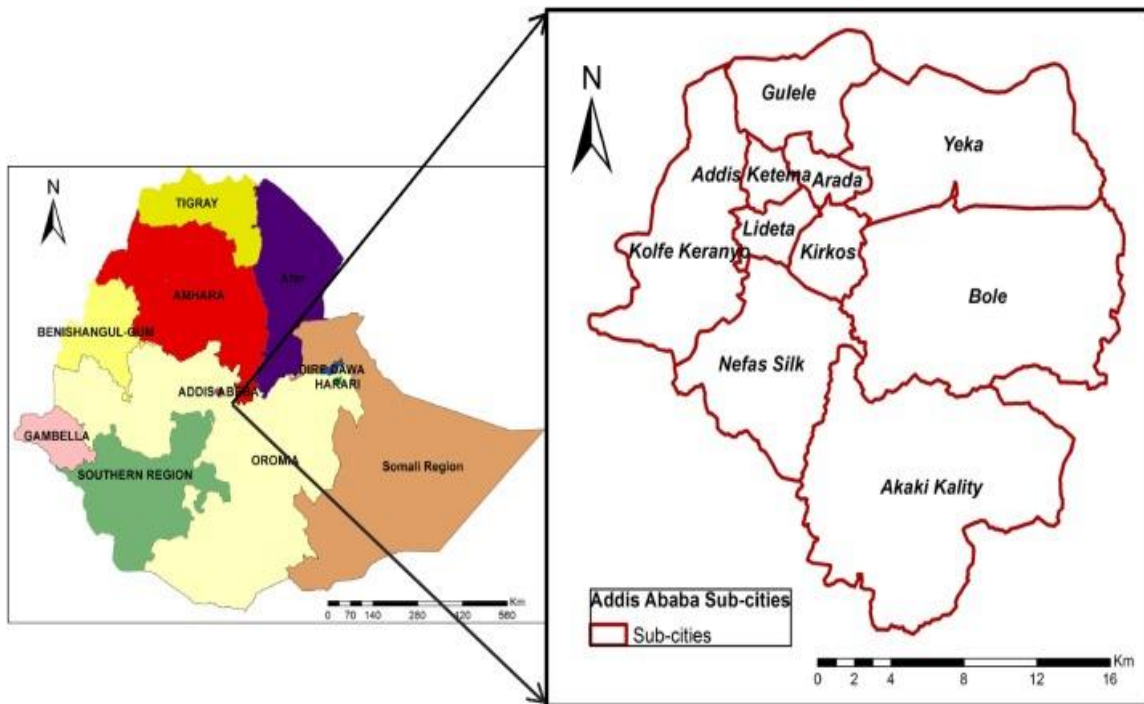 N
TIGRAY
Afar
AMHARA
BENISHANGUL-GUM
DIRE DAWA
HARARI
ADDIS ABEBA
GAMBELLA
OROMIA
SOUTHERN REGION
Somali Region
Km
0 70 140 280 420 560
N
Gulele
Yeka
Addis Ketema
Arada
Lideta
Kolfe Keranyo
Kirkos
Bole
Nefas Silk
Akaki Kality
Addis Ababa Sub-cities
Sub-cities
Km
0 2 4 8 12 16